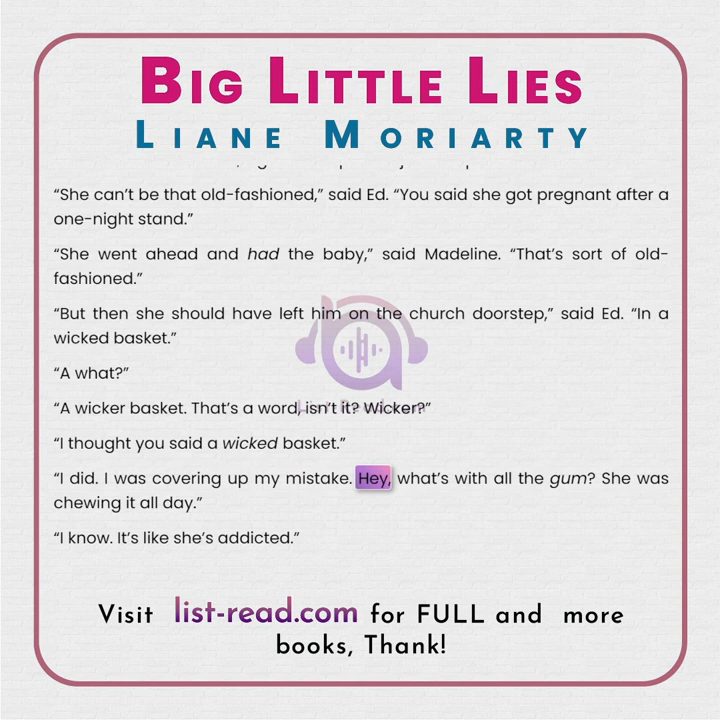 BIG LITTLE LIES
LIANE MORIARTY
“She can’t be that old-fashioned,” said Ed. “You said she got pregnant after a
one-night stand.”
“She went ahead and had the baby,” said Madeline. “That’s sort of old-
fashioned.”
“But then she should have left him on the church doorstep,” said Ed. “In a
wicked basket.”
“A what?”
“A wicker basket. That’s a word, isn’t it? Wicker?”
“I thought you said a wicked basket.”
“I did. I was covering up my mistake. Hey, what’s with all the gum? She was
chewing it all day.”
“I know. It’s like she’s addicted.”
Visit list-read.com for FULL and more
books, Thank!